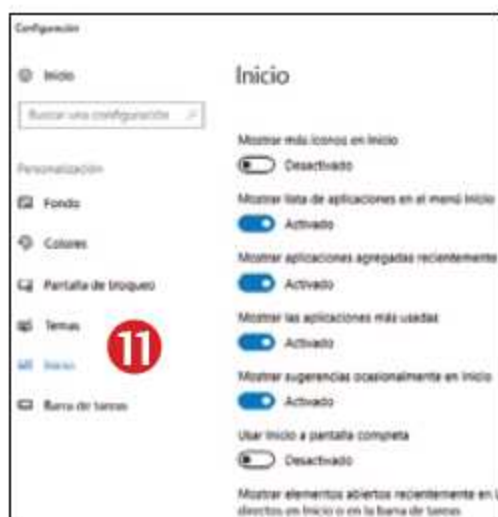 Configuración
Inicio
Buscar una configuración
Personalización
Fondo
Colores
Pantalla de bloqueo
Temas
11
Inicio
Barra de tareas
Inicio
Mostrar más iconos en Inicio
Desactivado
Mostrar lista de aplicaciones en el menú Inicio
Activado
Mostrar aplicaciones agregadas recientemente
Activado
Mostrar las aplicaciones más usadas
Activado
Mostrar sugerencias ocasionalmente en Inicio
Activado
Usar Inicio a pantalla completa
Desactivado
Mostrar elementos abiertos recientemente en
directos en Inicio o en la barra de tareas